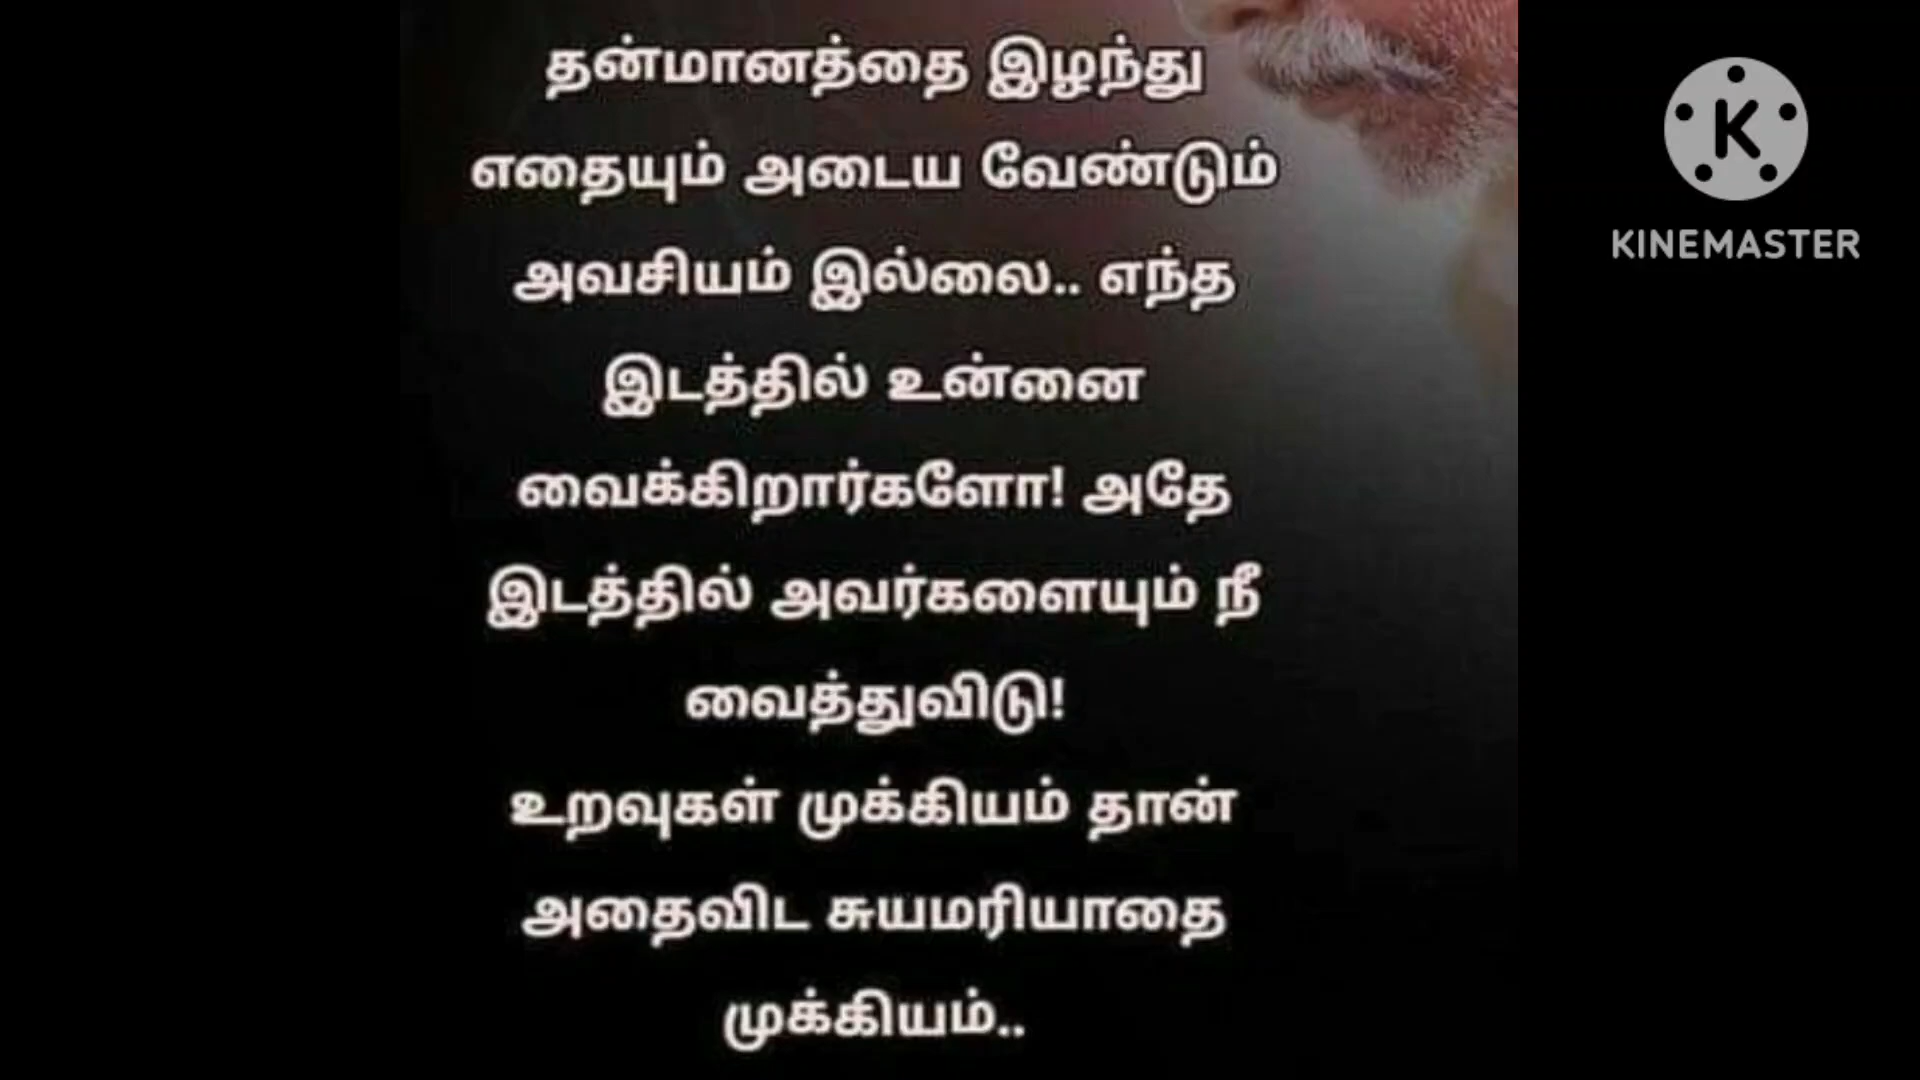 தன்மானத்தை இழந்து
எதையும் அடைய வேண்டும்
அவசியம் இல்லை.. எந்த
இடத்தில் உன்னை
வைக்கிறார்களோ! அதே
இடத்தில் அவர்களையும் நீ
வைத்துவிடு!
உறவுகள் முக்கியம் தான்
அதைவிட சுயமரியாதை
முக்கியம்..
K
KINEMASTER